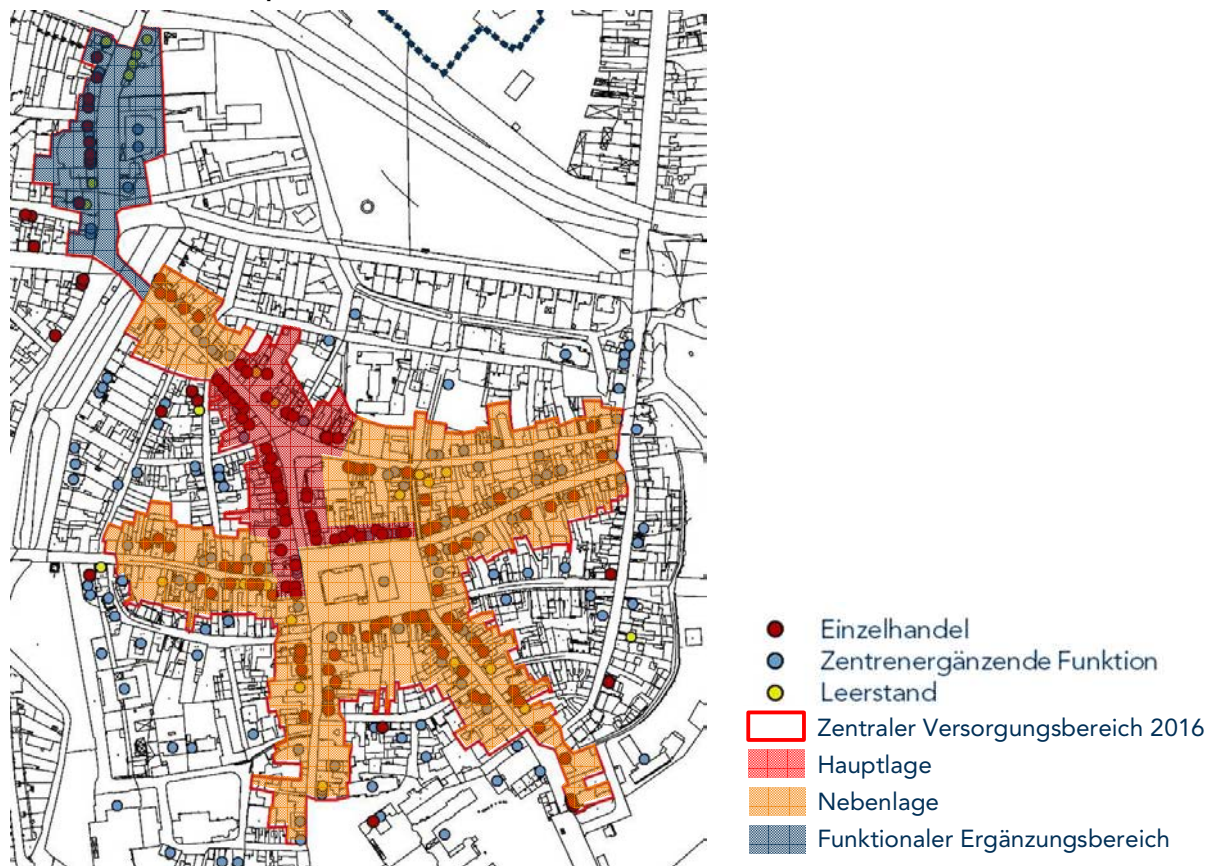 Einzelhandel
Zentrenergänzende Funktion
Leerstand
Zentraler Versorgungsbereich 2016
Hauptlage
Nebenlage
Funktionaler Ergänzungsbereich